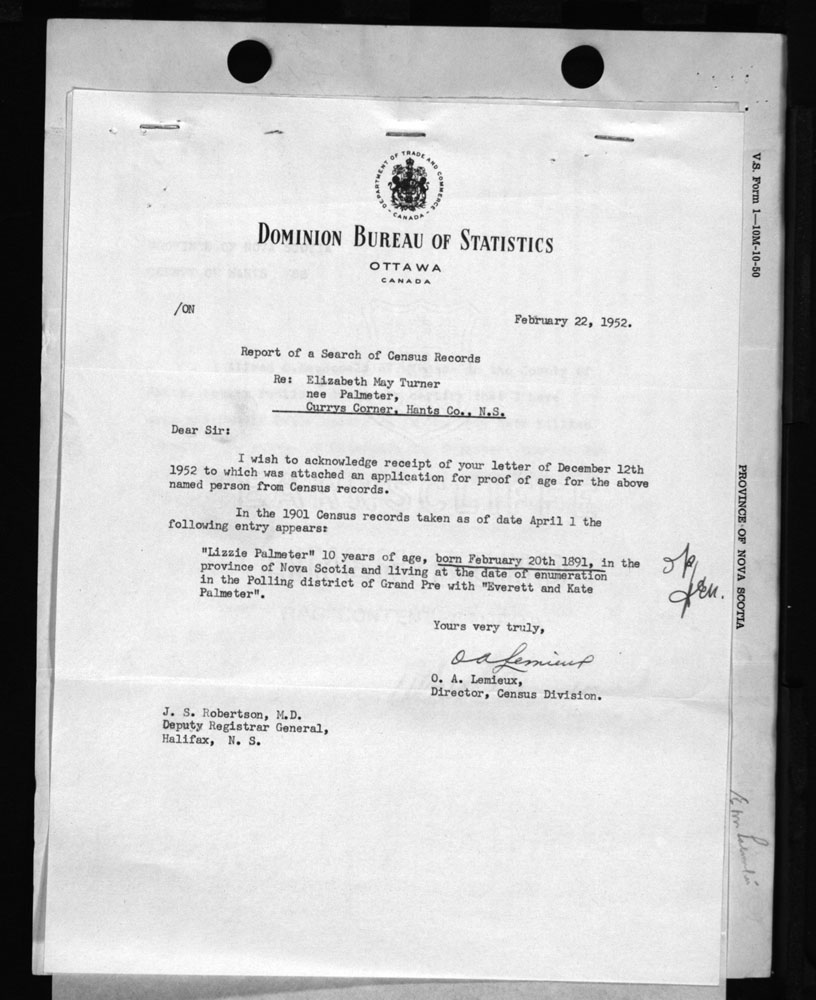 DEPARTMENT OF TRADE AND COMMERCE
CANADA
DOMINION BUREAU OF STATISTICS
OTTAWA
CANADA
/ON
February 22, 1952.
Report of a Search of Census Records
Re: Elizabeth May Turner
nee Palmeter,
Currys Corner, Hants Co., N.S.
Dear Sir:
I wish to acknowledge receipt of your letter of December 12th
1952 to which was attached an application for proof of age for the above
named person from Census records.
In the 1901 Census records taken as of date April 1 the
following entry appears:
"Lizzie Palmeter" 10 years of age, born February 20th 1891, in the
province of Nova Scotia and living at the date of enumeration
in the Polling district of Grand Pre with "Everett and Kate
Palmeter".
Yours very truly,
O A Lemieux
O. A. Lemieux,
Director, Census Division.
J. S. Robertson, M.D.
Deputy Registrar General,
Halifax, N. S.
V.S. Form 1—10M-10-50
PROVINCE OF NOVA SCOTIA